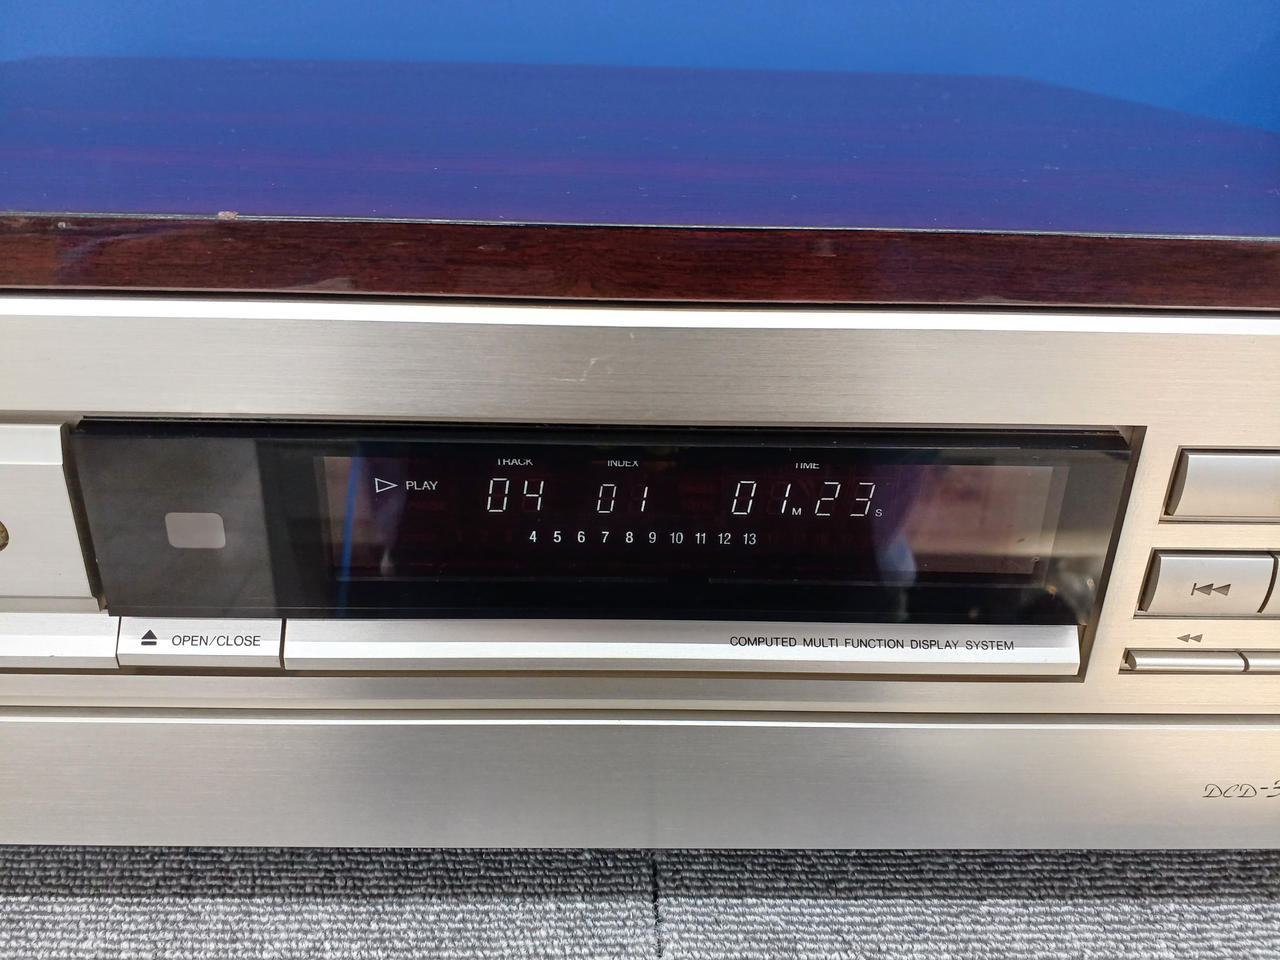 TRACK INDEX TIME
PLAY 04 01 01M23S
4 5 6 7 8 9 10 11 12 13
OPEN/CLOSE
COMPUTED MULTI FUNCTION DISPLAY SYSTEM